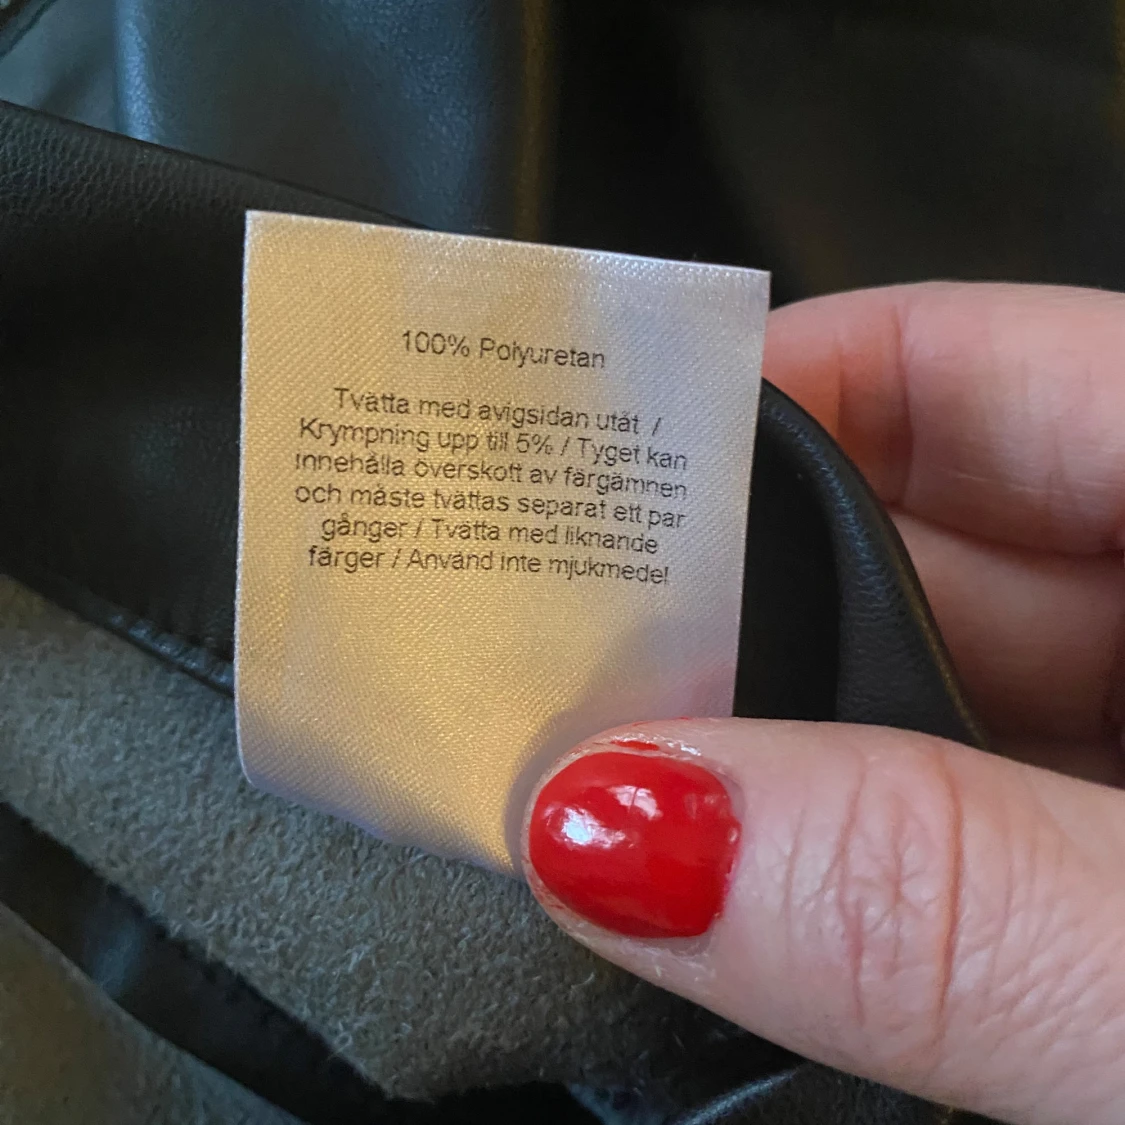 100% Polyuretan
Tvätta med avigsidan utåt /
Krympning upp till 5% / Tyget kan
innehålla överskott av färgämnen
och måste tvättas separat ett par
gånger / Tvätta med liknande
färger / Använd inte mjukmedel